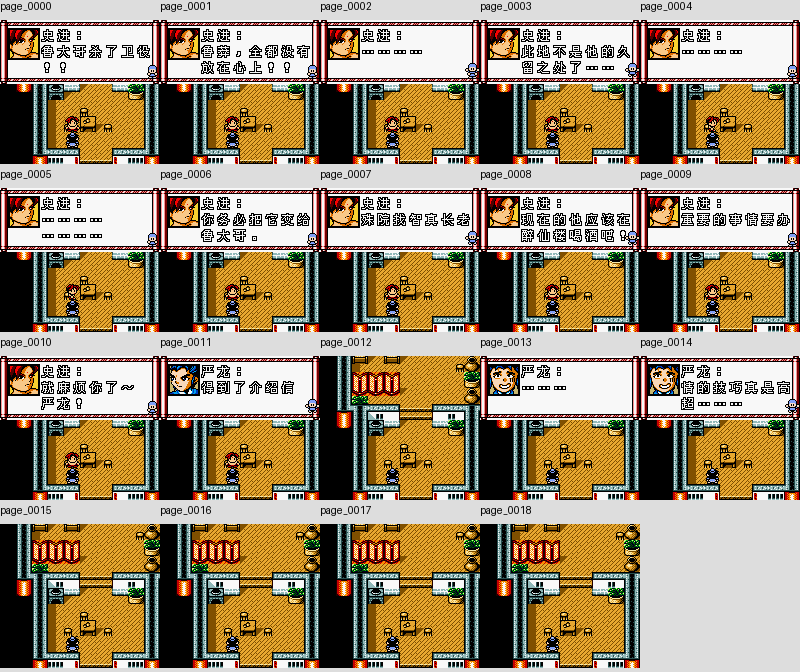 page_0000
史进：
鲁大哥杀了卫役
！！
page_0001
史进：
鲁莽，全都没有
放在心上！！
page_0002
史进：
┅┅┅┅
page_0003
史进：
此地不是他的久
留之处了┅┅
page_0004
史进：
┅┅┅┅
page_0005
史进：
┅┅┅┅
┅┅┅┅
page_0006
史进：
你务必把它交给
鲁大哥。
page_0007
史进：
殊院找智真长老
page_0008
史进：
现在的他应该在
醉仙楼喝酒吧！
page_0009
史进：
重要的事情要办
page_0010
史进：
就麻烦你了～
严龙！
page_0011
严龙：
得到了介绍信
page_0012
page_0013
严龙：
┅┅┅
page_0014
严龙：
情的技巧真是高
超┅┅┅
page_0015
page_0016
page_0017
page_0018